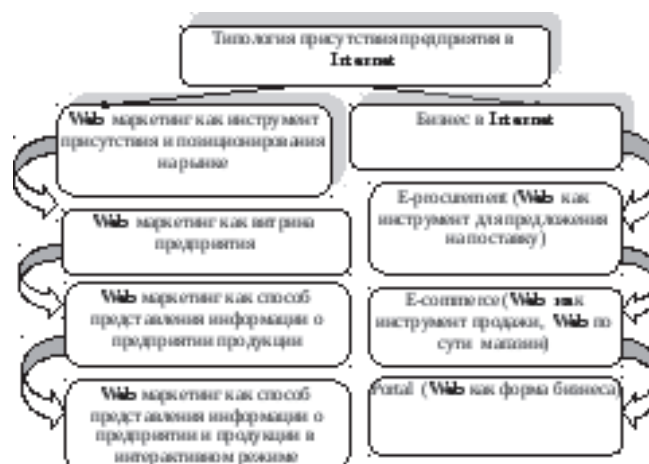 Типология присутствия предприятия в
Internet
Web маркетинг как инструмент
присутствия и позиционирования
на рынке
Web маркетинг как витрина
предприятия
Web маркетинг как способ
представления информации о
предприятии продукции
Web маркетинг как способ
представления информации о
предприятии и продукции в
интерактивном режиме
Бизнес в Internet
E-procurement (Web как
инструмент для предложения
на поставку)
E-commerce (Web как
инструмент продажи, Web по
сути магазин)
Portal (Web как форма бизнеса)